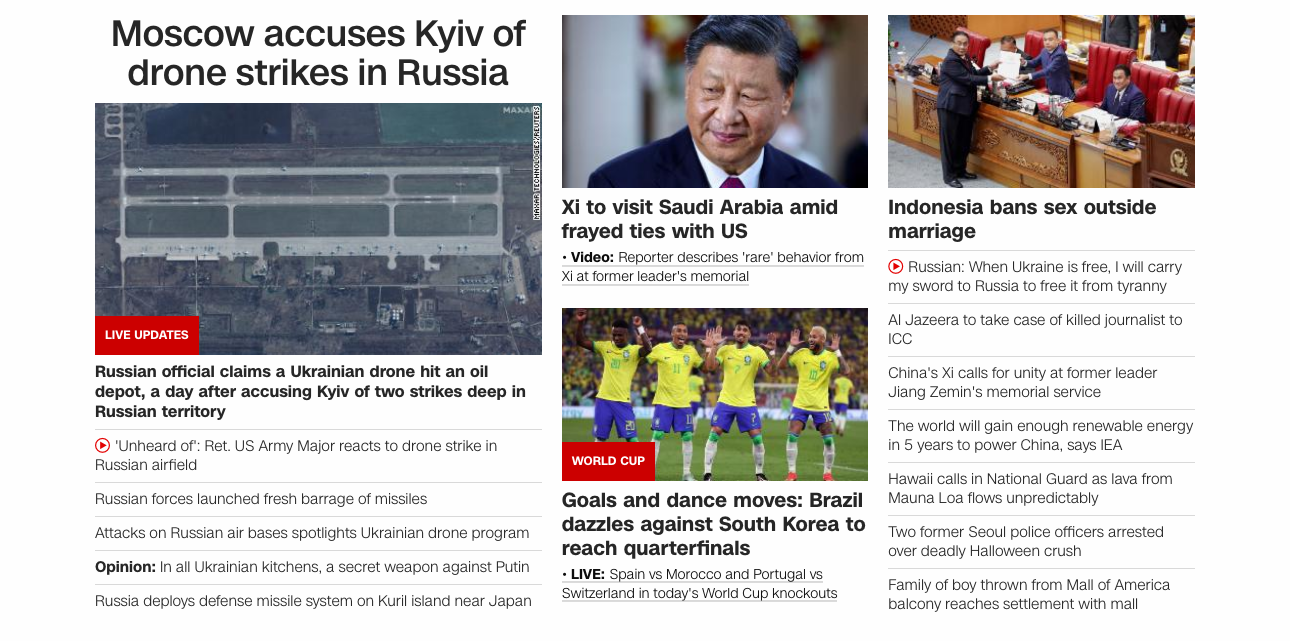 Moscow accuses Kyiv of
drone strikes in Russia
MAXAR
MAXAR TECHNOLOGIES/REUTERS
LIVE UPDATES
Russian official claims a Ukrainian drone hit an oil
depot, a day after accusing Kyiv of two strikes deep in
Russian territory
'Unheard of': Ret. US Army Major reacts to drone strike in
Russian airfield
Russian forces launched fresh barrage of missiles
Attacks on Russian air bases spotlights Ukrainian drone program
Opinion: In all Ukrainian kitchens, a secret weapon against Putin
Russia deploys defense missile system on Kuril island near Japan
Xi to visit Saudi Arabia amid
frayed ties with US
• Video: Reporter describes 'rare' behavior from
Xi at former leader's memorial
20
11
7
10
WORLD CUP
Goals and dance moves: Brazil
dazzles against South Korea to
reach quarterfinals
• LIVE: Spain vs Morocco and Portugal vs
Switzerland in today's World Cup knockouts
Indonesia bans sex outside
marriage
Russian: When Ukraine is free, I will carry
my sword to Russia to free it from tyranny
Al Jazeera to take case of killed journalist to
ICC
China's Xi calls for unity at former leader
Jiang Zemin's memorial service
The world will gain enough renewable energy
in 5 years to power China, says IEA
Hawaii calls in National Guard as lava from
Mauna Loa flows unpredictably
Two former Seoul police officers arrested
over deadly Halloween crush
Family of boy thrown from Mall of America
balcony reaches settlement with mall